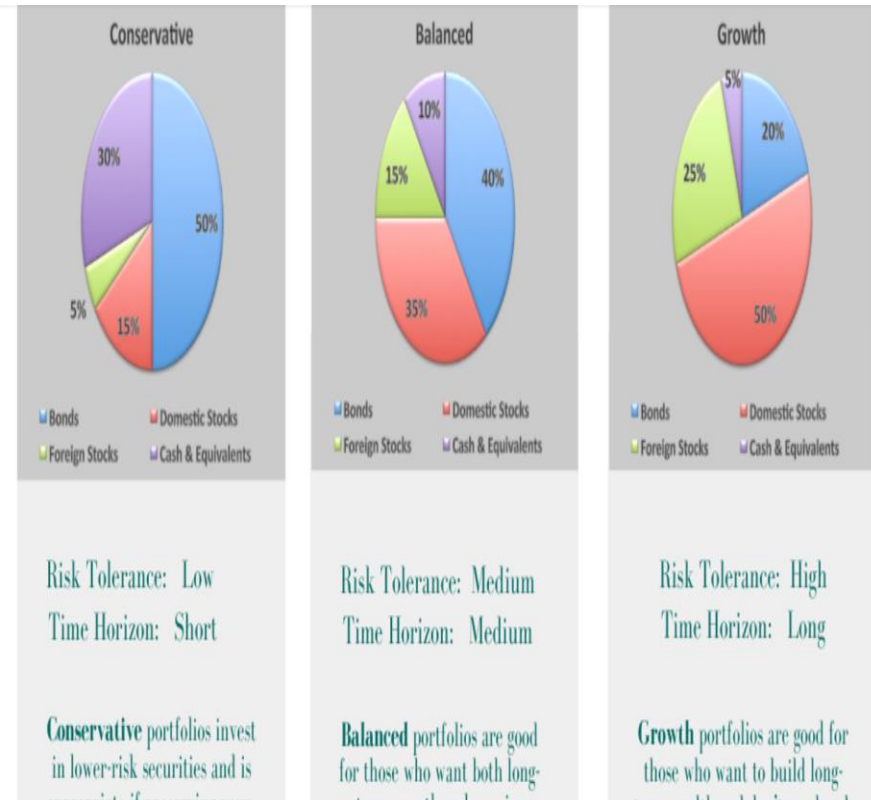 Conservative
30%
50%
5%
15%
Bonds
Domestic Stocks
Foreign Stocks
Cash & Equivalents
Risk Tolerance: Low
Time Horizon: Short
Conservative portfolios invest
in lower-risk securities and is
Balanced
10%
15%
40%
35%
Bonds
Domestic Stocks
Foreign Stocks
Cash & Equivalents
Risk Tolerance: Medium
Time Horizon: Medium
Balanced portfolios are good
for those who want both long-
Growth
5%
20%
25%
50%
Bonds
Domestic Stocks
Foreign Stocks
Cash & Equivalents
Risk Tolerance: High
Time Horizon: Long
Growth portfolios are good for
those who want to build long-